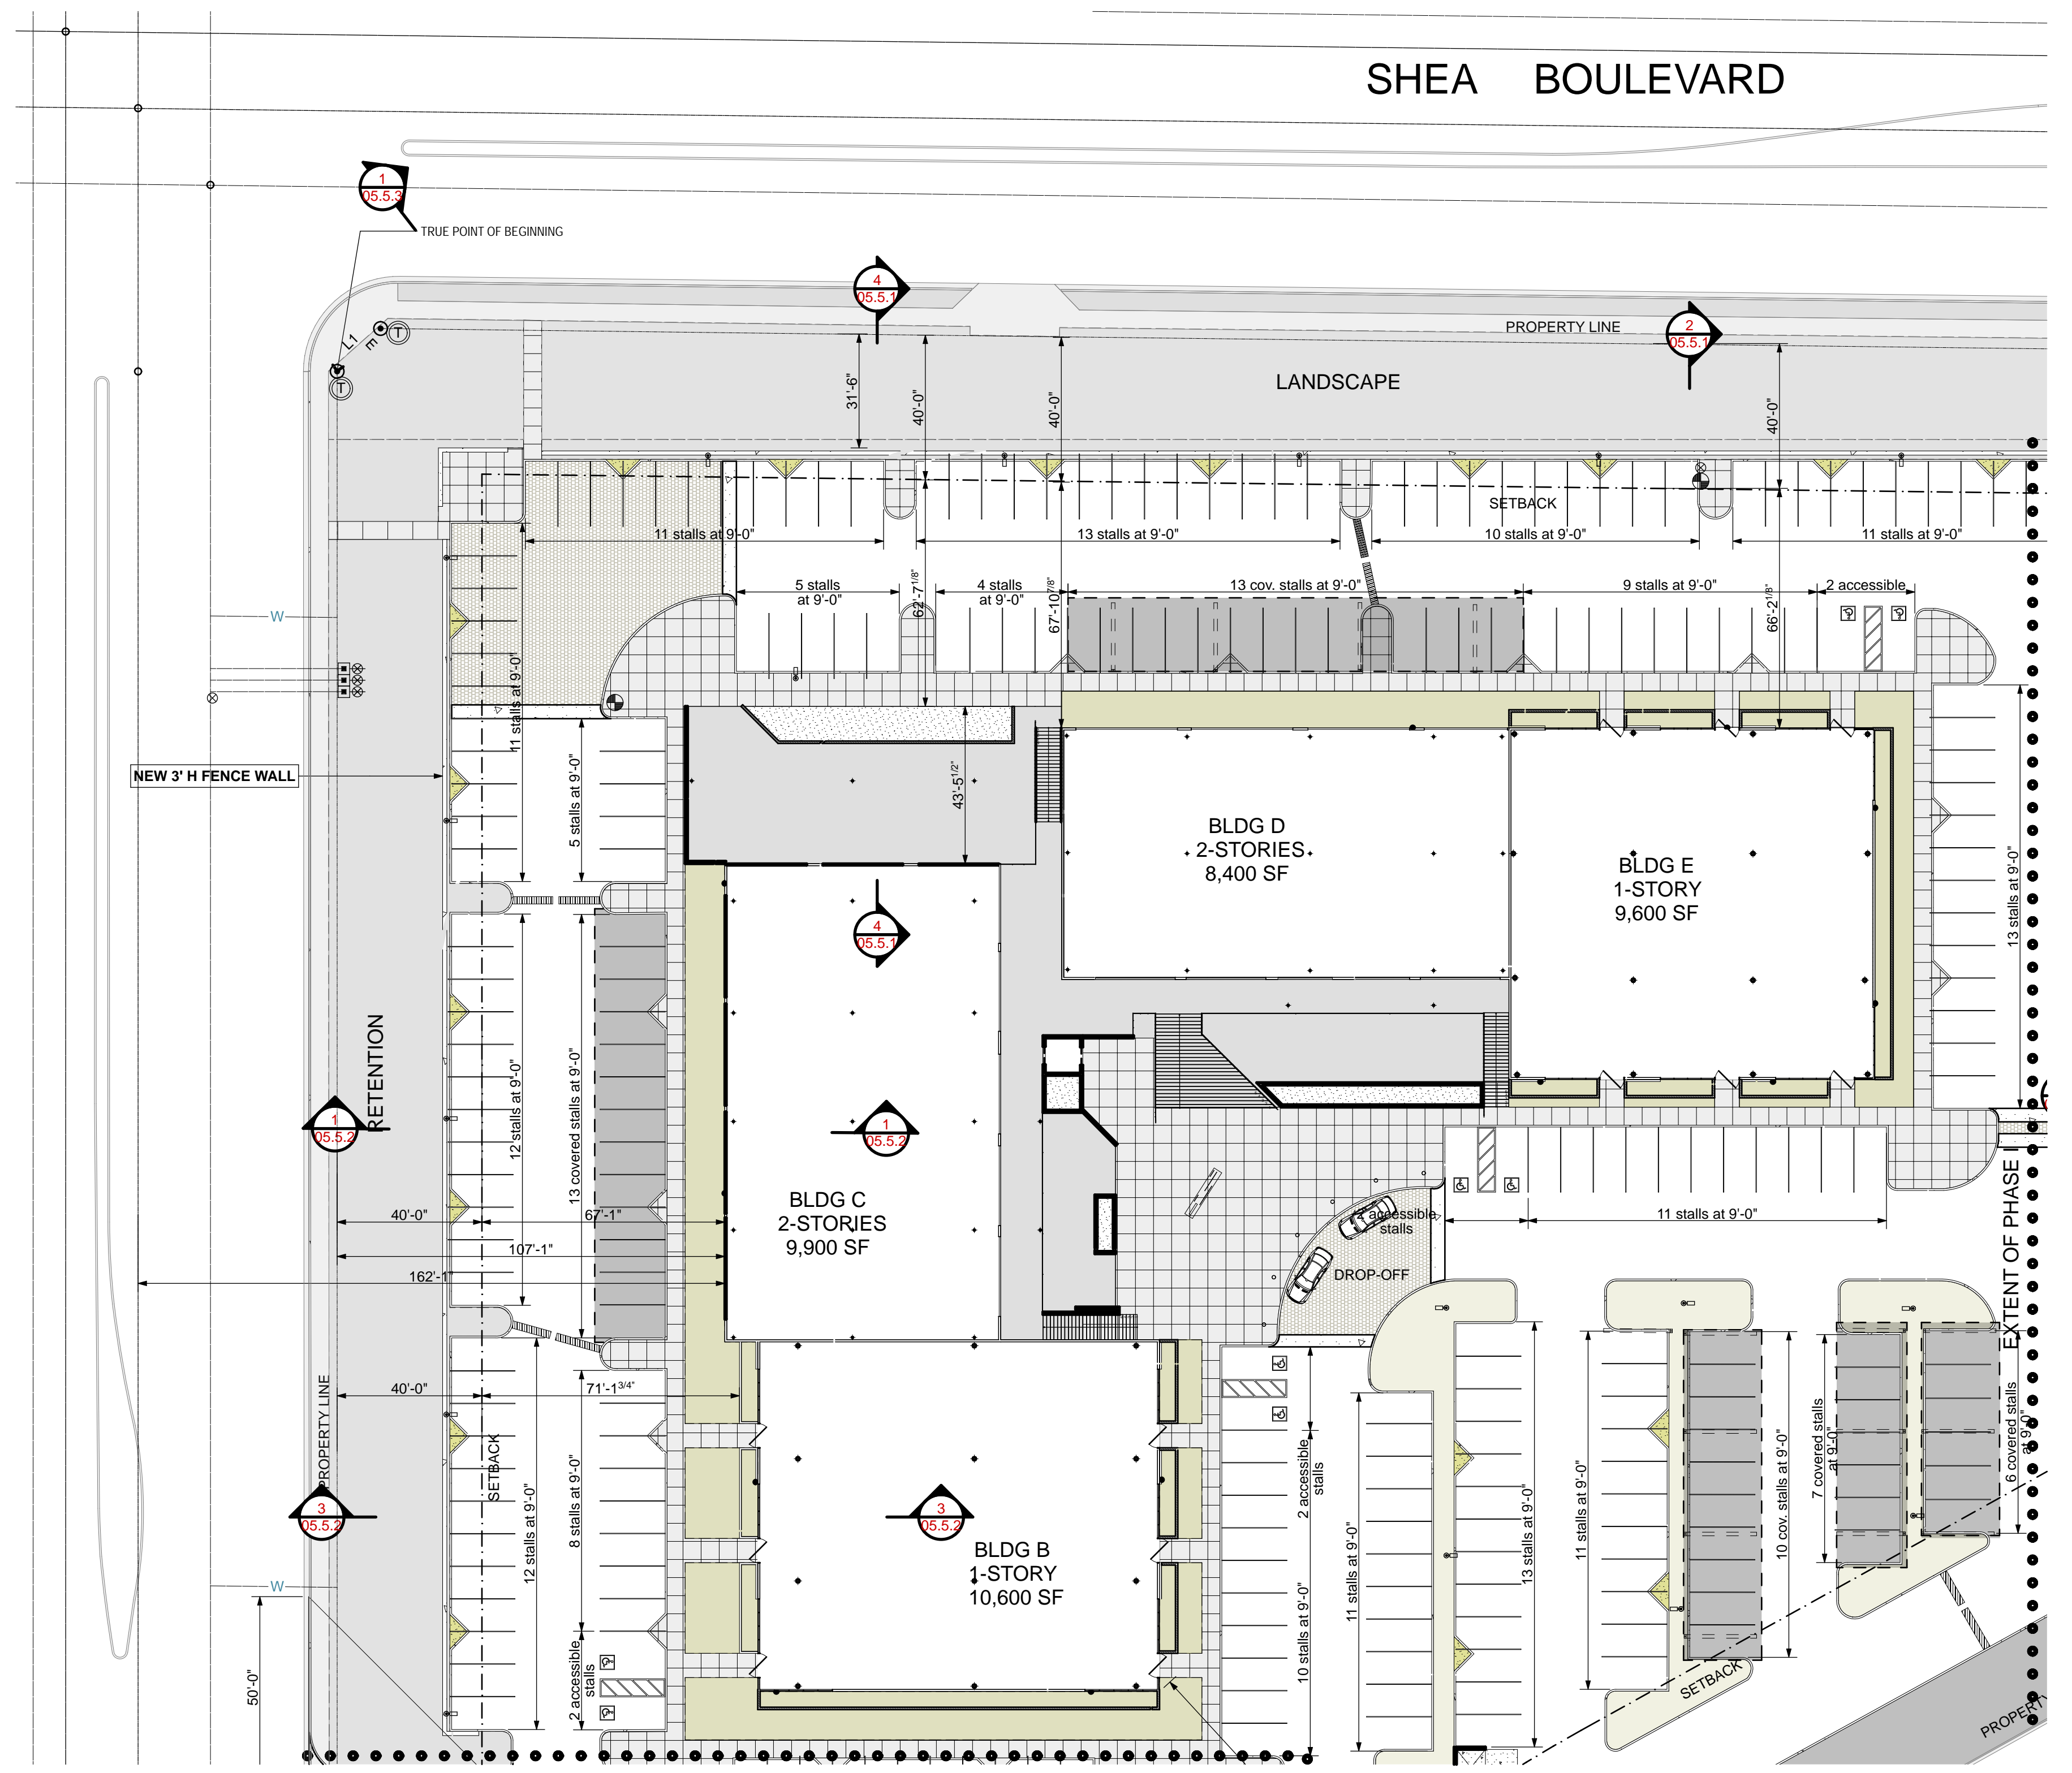 SHEA BOULEVARD
1
05.5.3
TRUE POINT OF BEGINNING
4
05.5.1
2
05.5.1
PROPERTY LINE
L1
E
T
T
LANDSCAPE
31'-6"
40'-0"
40'-0"
40'-0"
SETBACK
11 stalls at 9'-0"
13 stalls at 9'-0"
10 stalls at 9'-0"
11 stalls at 9'-0"
5 stalls
at 9'-0"
4 stalls
at 9'-0"
13 cov. stalls at 9'-0"
9 stalls at 9'-0"
2 accessible
62'-7 1/8"
67'-10 7/8"
66'-2 1/8"
W
11 stalls at 9'-0"
NEW 3' H FENCE WALL
5 stalls at 9'-0"
43'-5 1/2"
BLDG D
2-STORIES
8,400 SF
BLDG E
1-STORY
9,600 SF
13 stalls at 9'-0"
4
05.5.1
RETENTION
12 stalls at 9'-0"
13 covered stalls at 9'-0"
1
05.5.2
1
05.5.2
BLDG C
2-STORIES
9,900 SF
40'-0"
67'-1"
107'-1"
162'-1"
2 accessible
stalls
11 stalls at 9'-0"
DROP-OFF
EXTENT OF PHASE I
40'-0"
71'-1 3/4"
PROPERTY LINE
SETBACK
12 stalls at 9'-0"
8 stalls at 9'-0"
2 accessible
stalls
3
05.5.2
3
05.5.2
BLDG B
1-STORY
10,600 SF
2 accessible
stalls
10 stalls at 9'-0"
11 stalls at 9'-0"
13 stalls at 9'-0"
11 stalls at 9'-0"
10 cov. stalls at 9'-0"
7 covered stalls
at 9'-0"
6 covered stalls
at 9'-0"
W
50'-0"
SETBACK
PROPERTY